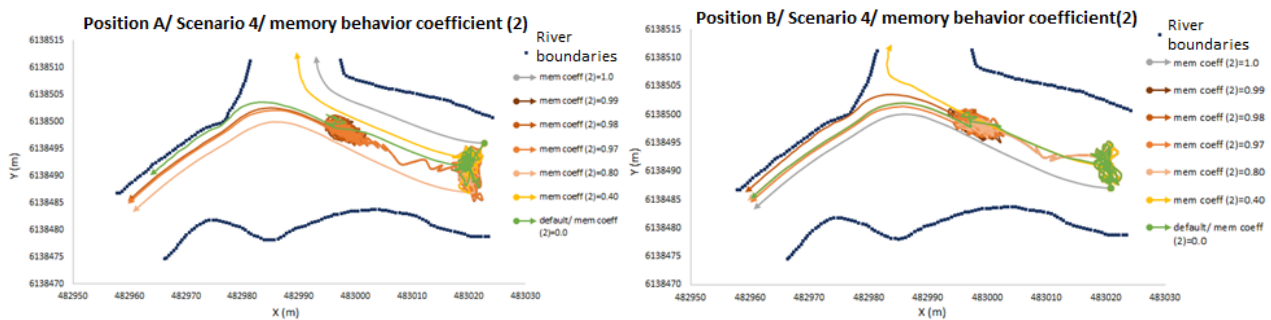 Position A/ Scenario 4/ memory behavior coefficient (2)
6138515
6138510
6138505
6138500
6138495
6138490
6138485
6138480
6138475
6138470
Y (m)
482950 482960 482970 482980 482990 483000 483010 483020 483030
X (m)
River
boundaries
mem coeff (2)=1.0
mem coeff (2)=0.99
mem coeff (2)=0.98
mem coeff (2)=0.97
mem coeff (2)=0.80
mem coeff (2)=0.40
default/ mem coeff
(2)=0.0
Position B/ Scenario 4/ memory behavior coefficient(2)
6138515
6138510
6138505
6138500
6138495
6138490
6138485
6138480
6138475
6138470
Y (m)
482950 482960 482970 482980 482990 483000 483010 483020 483030
X (m)
River
boundaries
mem coeff (2)=1.0
mem coeff (2)=0.99
mem coeff (2)=0.98
mem coeff (2)=0.97
mem coeff (2)=0.80
mem coeff (2)=0.40
default/ mem coeff
(2)=0.0